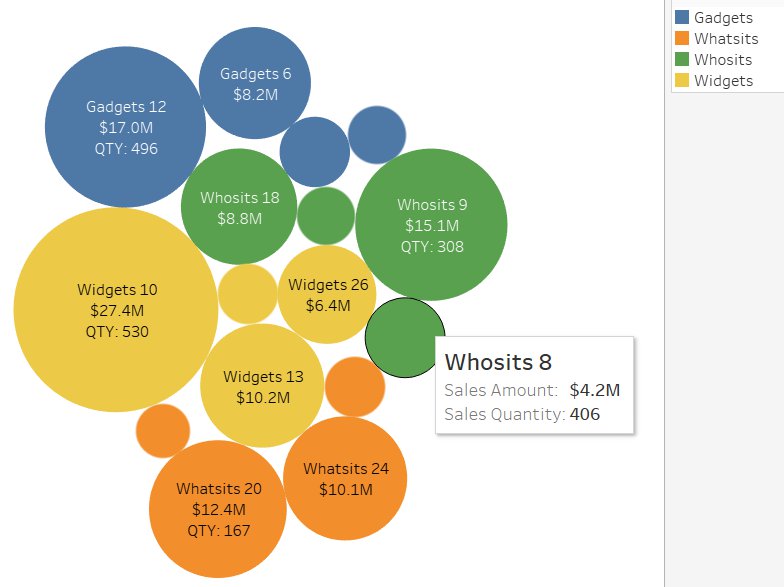 Gadgets
Whatsits
Whosits
Widgets
Gadgets 6
$8.2M
Gadgets 12
$17.0M
QTY: 496
Whosits 18
$8.8M
Whosits 9
$15.1M
QTY: 308
Widgets 10
$27.4M
QTY: 530
Widgets 26
$6.4M
Whosits 8
Sales Amount: $4.2M
Sales Quantity: 406
Widgets 13
$10.2M
Whatsits 24
$10.1M
Whatsits 20
$12.4M
QTY: 167